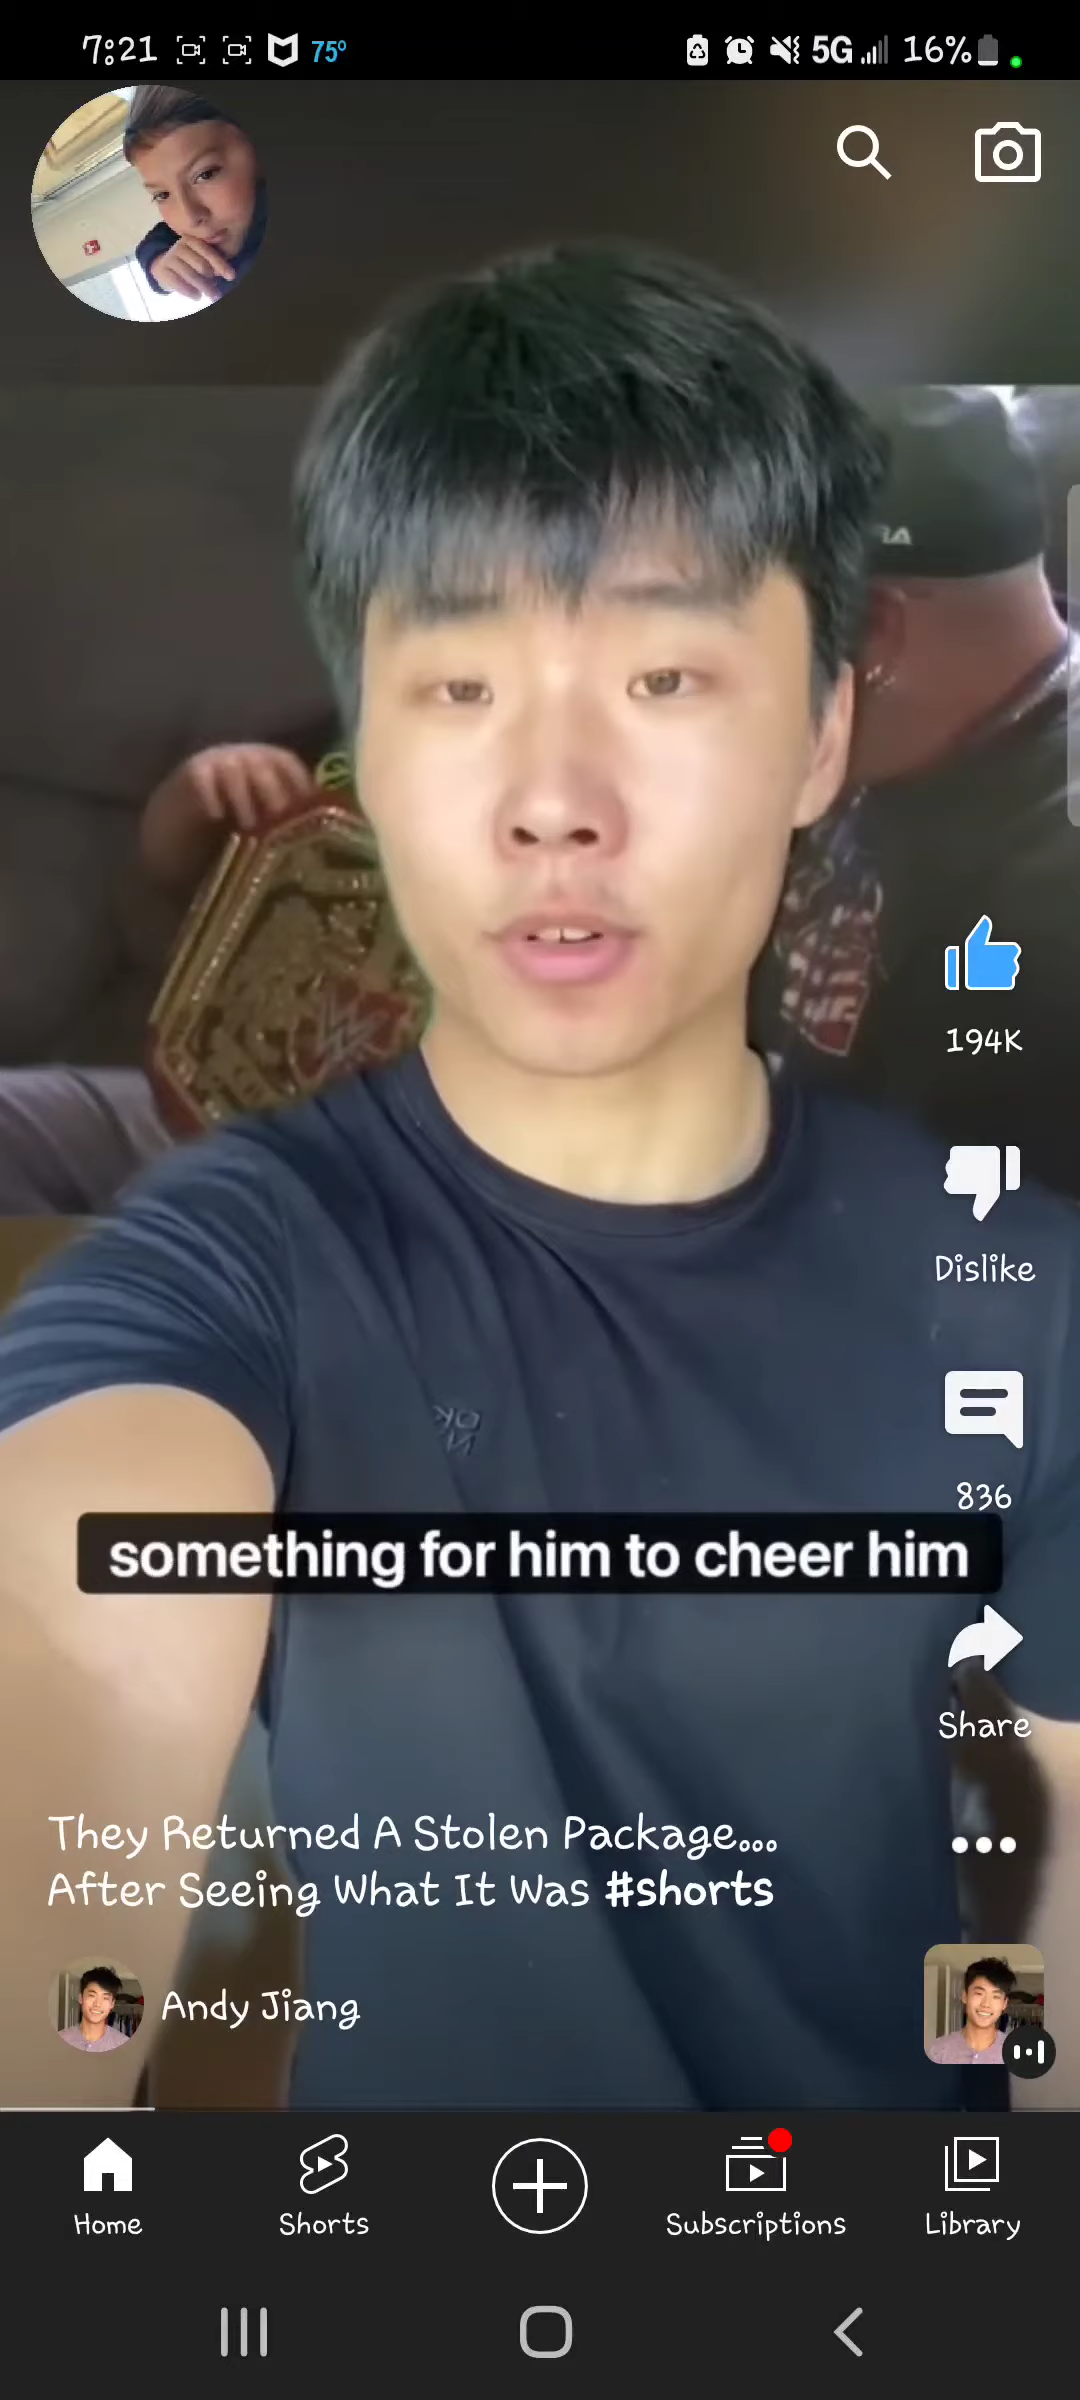 7:21
75°
5G
16%
194K
Dislike
836
something for him to cheer him
Share
They Returned A Stolen Package...
After Seeing What It Was #shorts
Andy Jiang
Home
Shorts
Subscriptions
Library